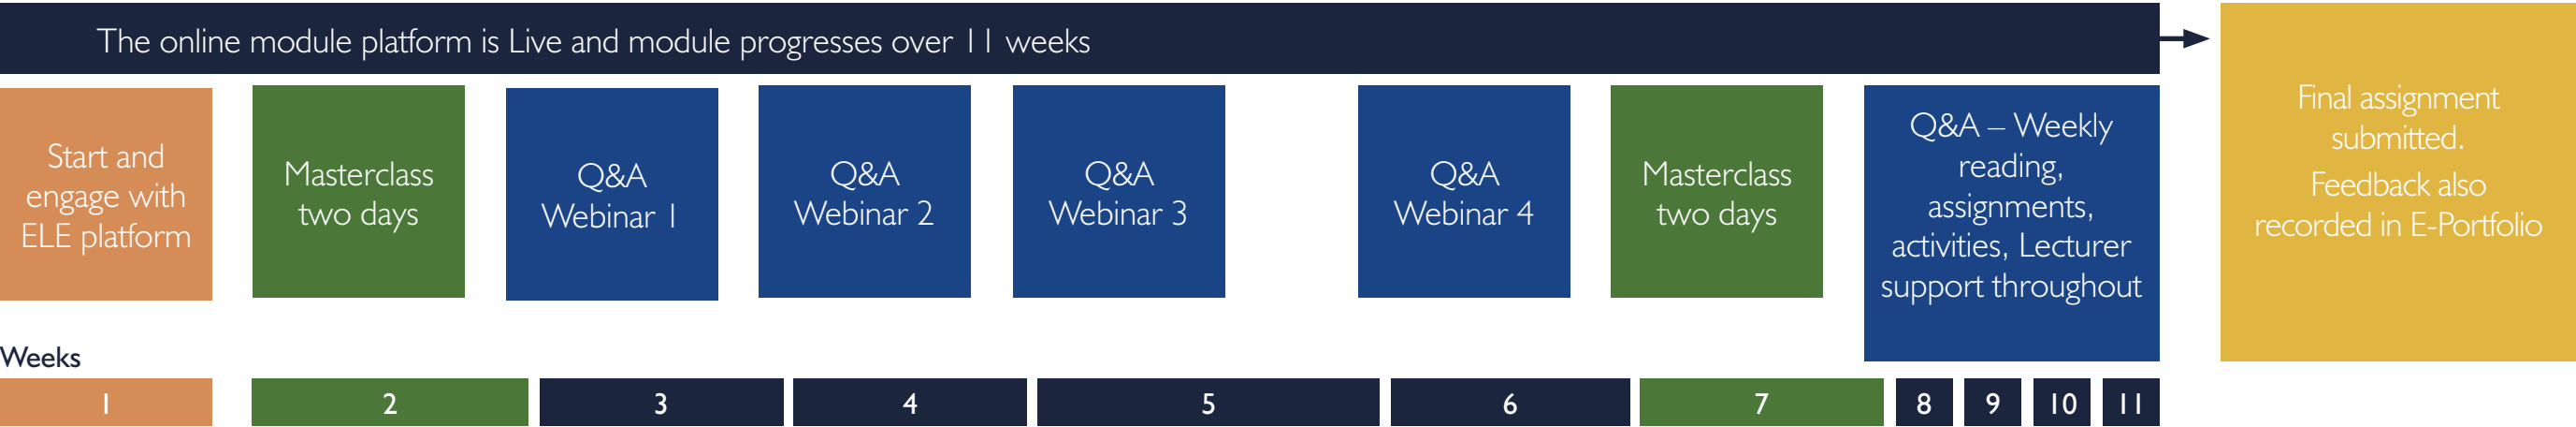 The online module platform is Live and module progresses over 11 weeks
Start and
engage with
ELE platform
Masterclass
two days
Q&A
Webinar 1
Q&A
Webinar 2
Q&A
Webinar 3
Q&A
Webinar 4
Masterclass
two days
Q&A – Weekly
reading,
assignments,
activities, Lecturer
support throughout
Final assignment
submitted.
Feedback also
recorded in E-Portfolio
Weeks
1 2 3 4 5 6 7 8 9 10 11